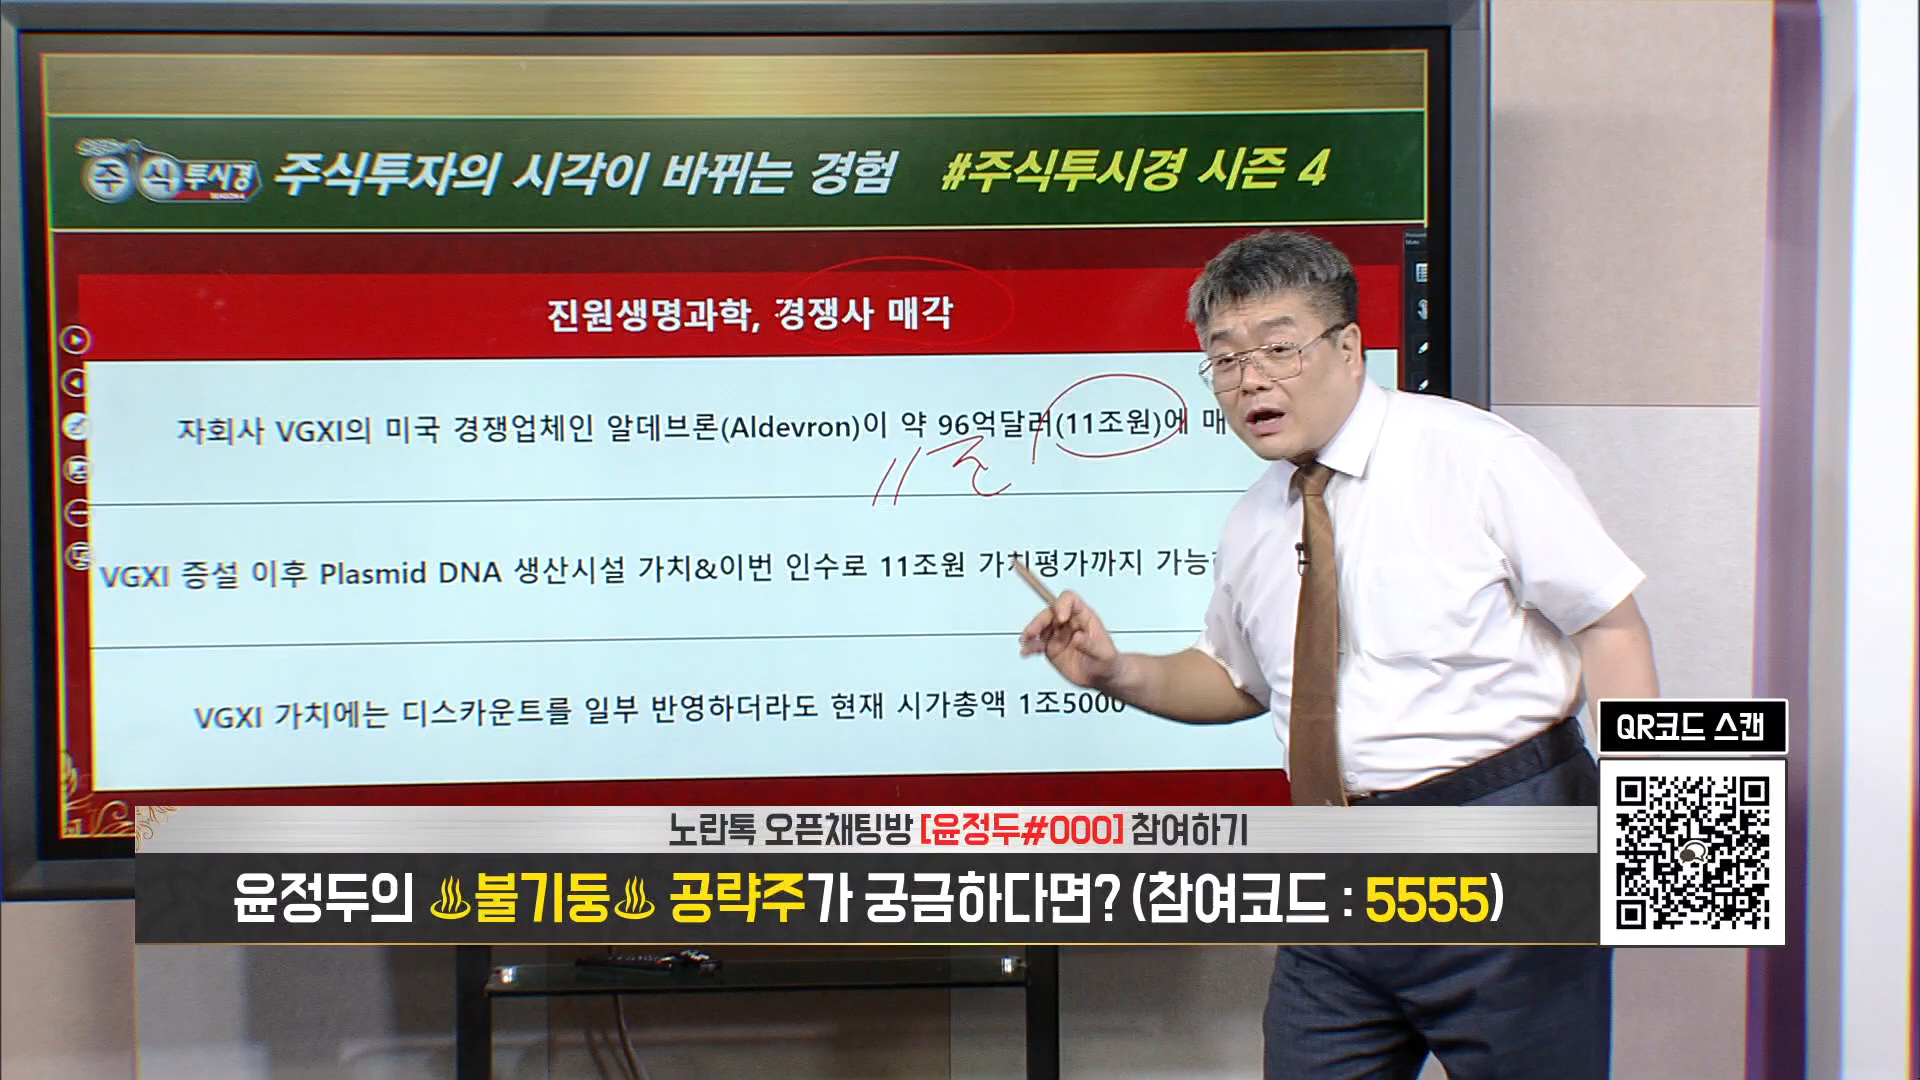 주식투시경 주식투자의 시각이 바뀌는 경험 #주식투시경 시즌 4
진원생명과학, 경쟁사 매각
자회사 VGXI의 미국 경쟁업체인 알데브론(Aldevron)이 약 96억달러(11조원)에 매
11조
VGXI 증설 이후 Plasmid DNA 생산시설 가치&이번 인수로 11조원 가치평가까지 가능
VGXI 가치에는 디스카운트를 일부 반영하더라도 현재 시가총액 1조5000
QR코드 스캔
노란톡 오픈채팅방 [윤정두#000] 참여하기
윤정두의 ♨불기둥♨ 공략주가 궁금하다면? (참여코드 : 5555)